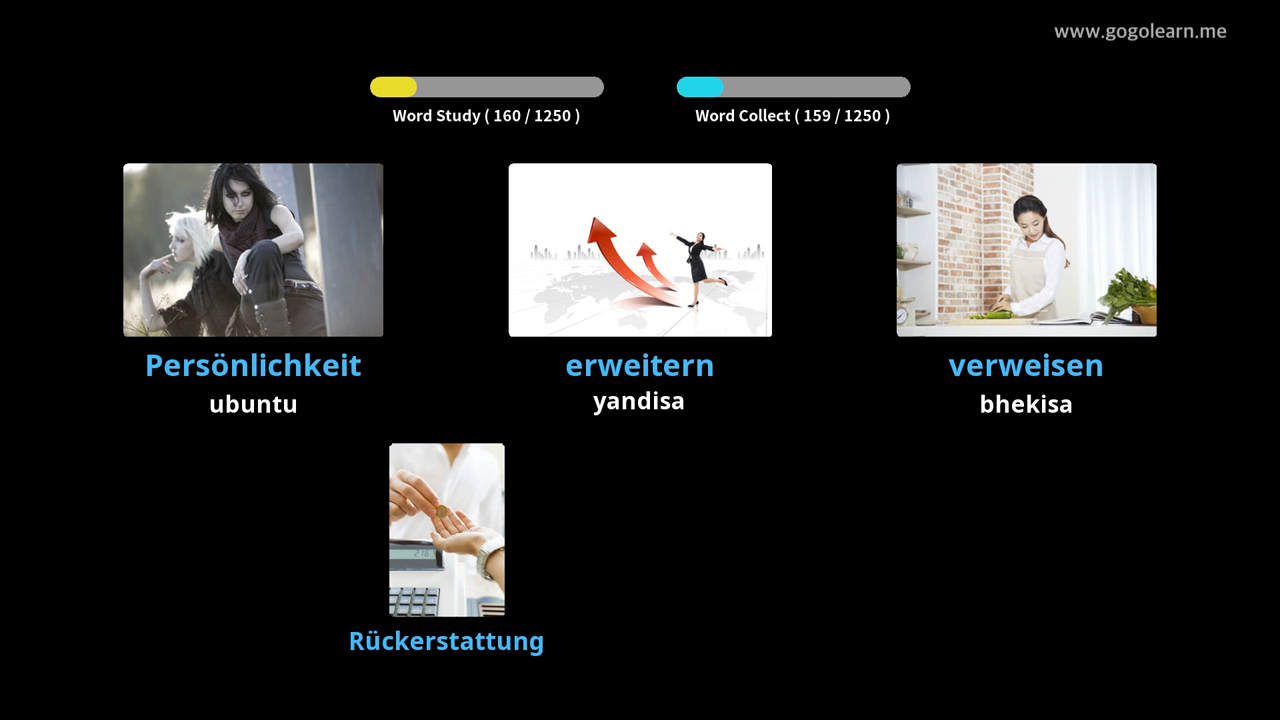 www.gogolearn.me
Word Study ( 160 / 1250 )
Word Collect ( 159 / 1250 )
Persönlichkeit
ubuntu
erweitern
yandisa
verweisen
bhekisa
Rückerstattung